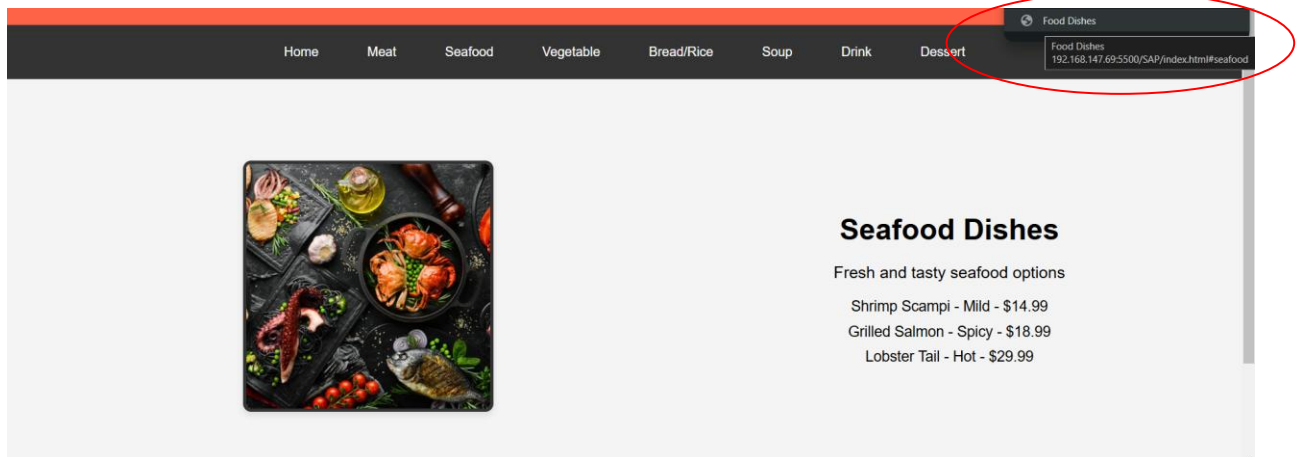 Food Dishes
Home Meat Seafood Vegetable Bread/Rice Soup Drink Dessert
Food Dishes
192.168.147.69:5500/SAP/index.html#seafood
Seafood Dishes
Fresh and tasty seafood options
Shrimp Scampi - Mild - $14.99
Grilled Salmon - Spicy - $18.99
Lobster Tail - Hot - $29.99